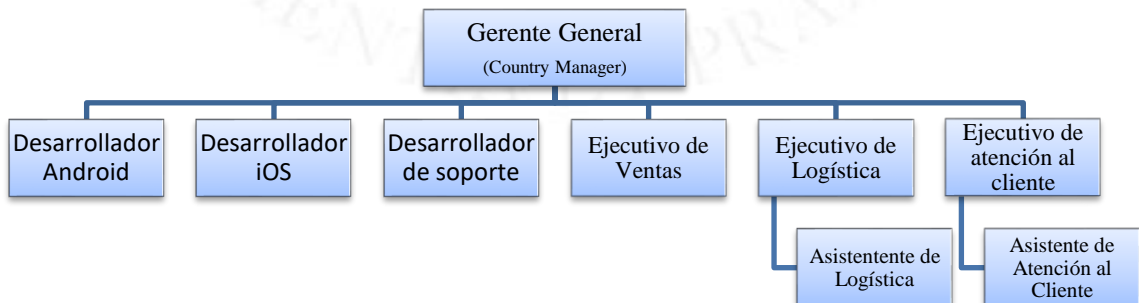 Gerente General
(Country Manager)
Desarrollador
Android
Desarrollador
iOS
Desarrollador
de soporte
Ejecutivo de
Ventas
Ejecutivo de
Logística
Ejecutivo de
atención al
cliente
Asistentente de
Logística
Asistente de
Atención al
Cliente